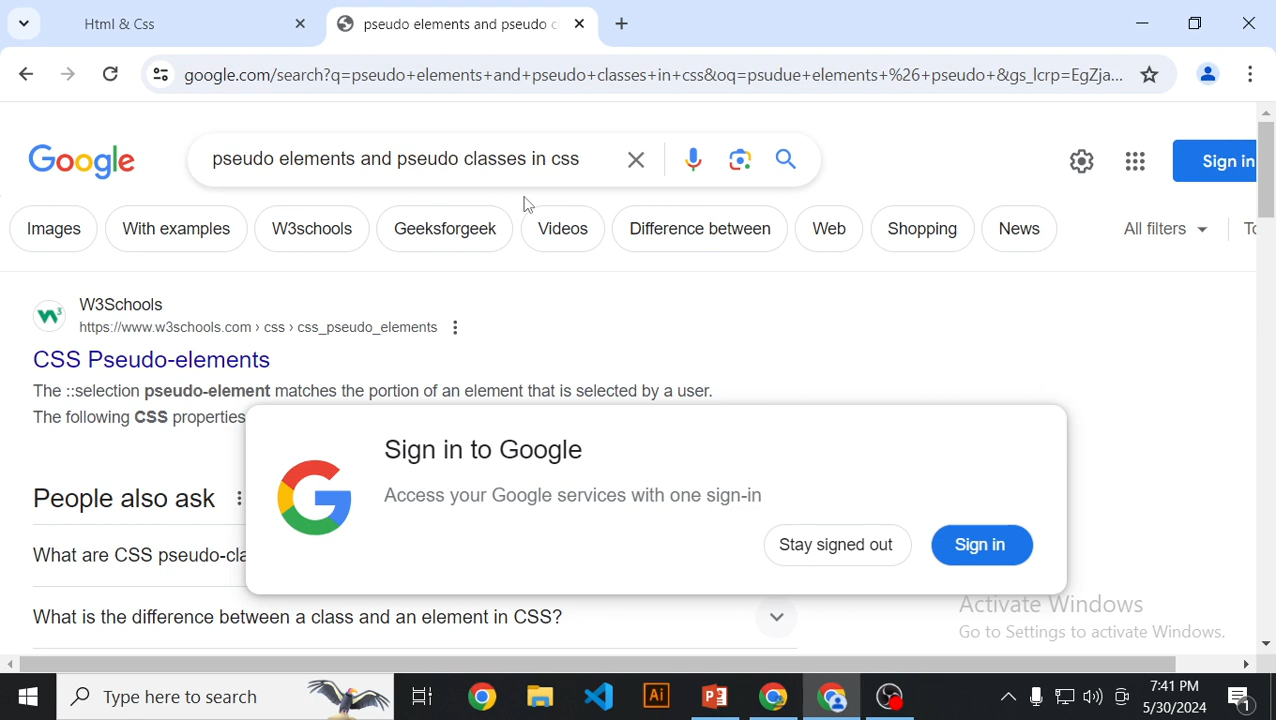 Html & Css
pseudo elements and pseudo c
google.com/search?q=pseudo+elements+and+pseudo+classes+in+css&oq=psudue+elements+%26+pseudo+&gs_lcrp=EgZja...
Google
pseudo elements and pseudo classes in css
Sign in
Images
With examples
W3schools
Geeksforgeek
Videos
Difference between
Web
Shopping
News
All filters
To
W3Schools
https://www.w3schools.com › css › css_pseudo_elements
CSS Pseudo-elements
The ::selection pseudo-element matches the portion of an element that is selected by a user.
The following CSS properties
Sign in to Google
Access your Google services with one sign-in
Stay signed out
Sign in
People also ask
What are CSS pseudo-cla
What is the difference between a class and an element in CSS?
Activate Windows
Go to Settings to activate Windows.
Type here to search
Ai
7:41 PM
5/30/2024
1